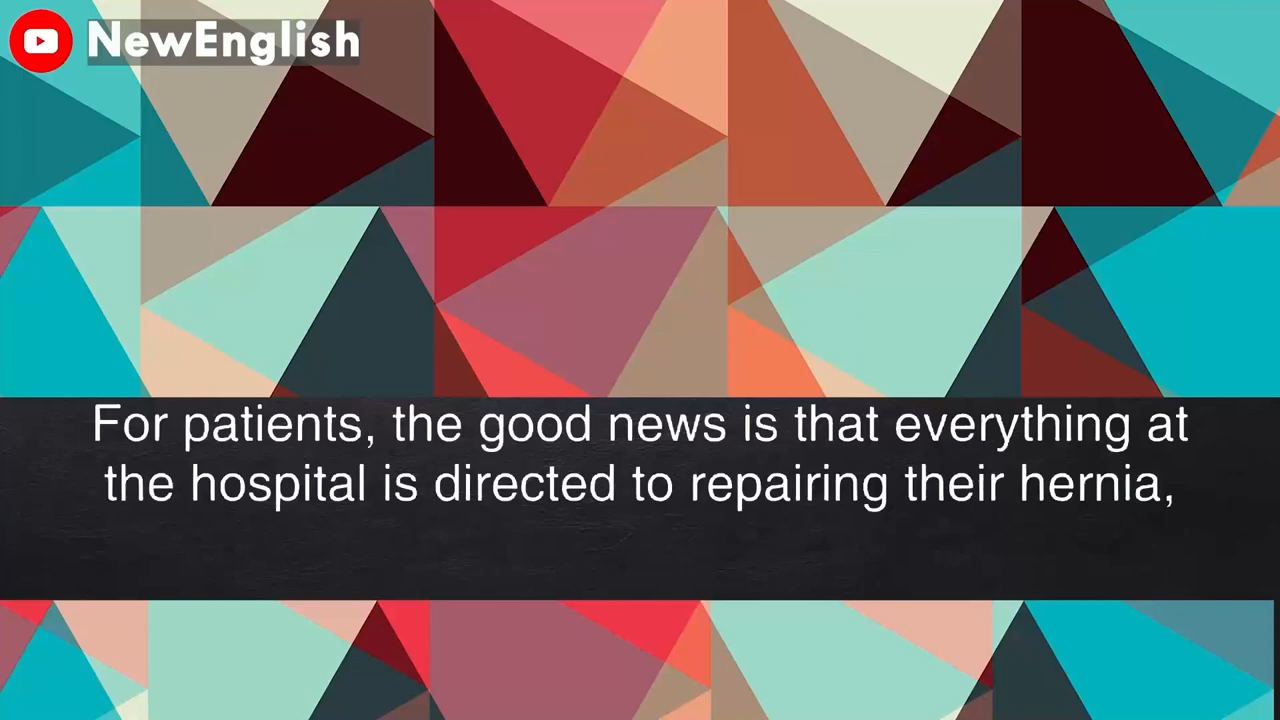 NewEnglish
For patients, the good news is that everything at
the hospital is directed to repairing their hernia,